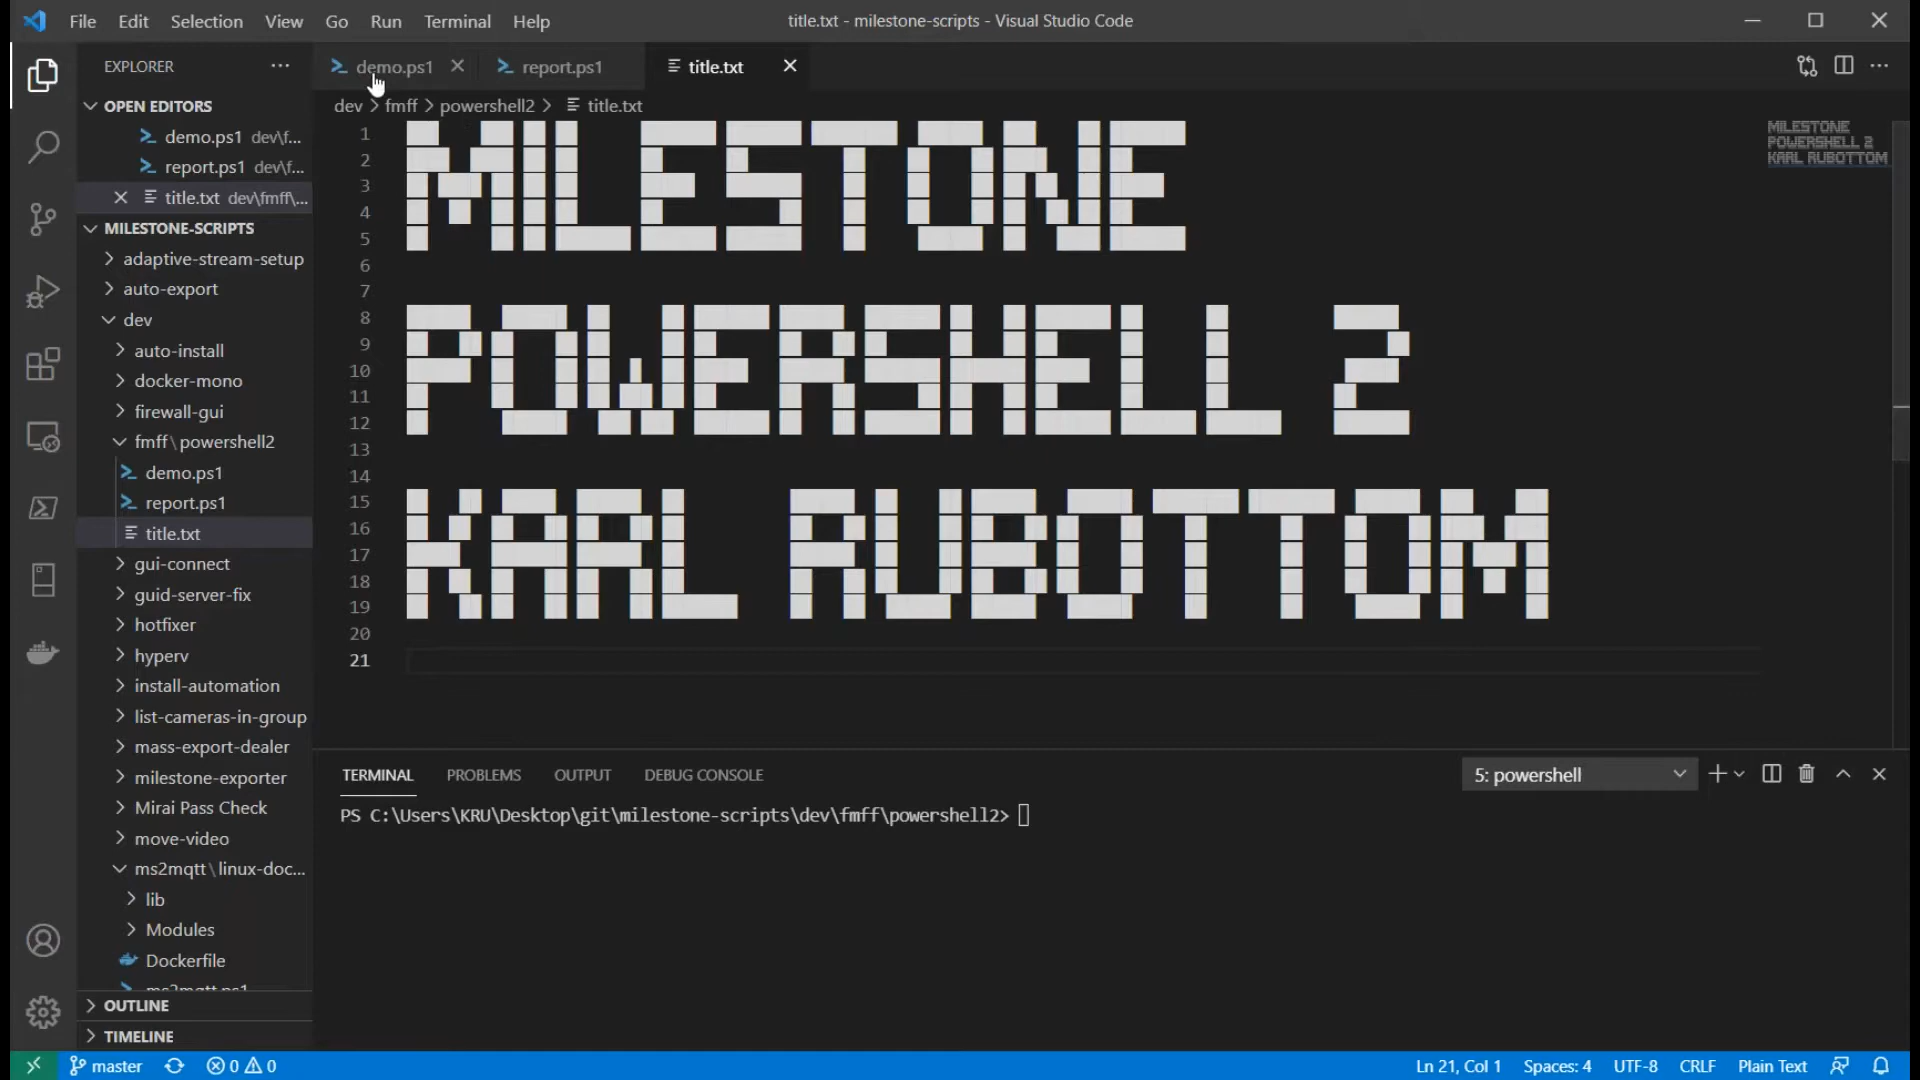 File Edit Selection View Go Run Terminal Help
title.txt - milestone-scripts - Visual Studio Code
EXPLORER
OPEN EDITORS
demo.ps1 dev\f...
report.ps1 dev\f...
title.txt dev\fmff\...
MILESTONE-SCRIPTS
adaptive-stream-setup
auto-export
dev
auto-install
docker-mono
firewall-gui
fmff\powershell2
demo.ps1
report.ps1
title.txt
gui-connect
guid-server-fix
hotfixer
hyperv
install-automation
list-cameras-in-group
mass-export-dealer
milestone-exporter
Mirai Pass Check
move-video
ms2mqtt\linux-doc...
lib
Modules
Dockerfile
ms2mqtt.ps1
OUTLINE
TIMELINE
demo.ps1 report.ps1 title.txt
dev > fmff > powershell2 > title.txt
1
2
3
4
5
6
7
8
9
10
11
12
13
14
15
16
17
18
19
20
21
MILESTONE
POWERSHELL 2
KARL RUBOTTOM
MILESTONE
POWERSHELL 2
KARL RUBOTTOM
TERMINAL PROBLEMS OUTPUT DEBUG CONSOLE
5: powershell
PS C:\Users\KRU\Desktop\git\milestone-scripts\dev\fmff\powershell2>
master 0 0
Ln 21, Col 1 Spaces: 4 UTF-8 CRLF Plain Text